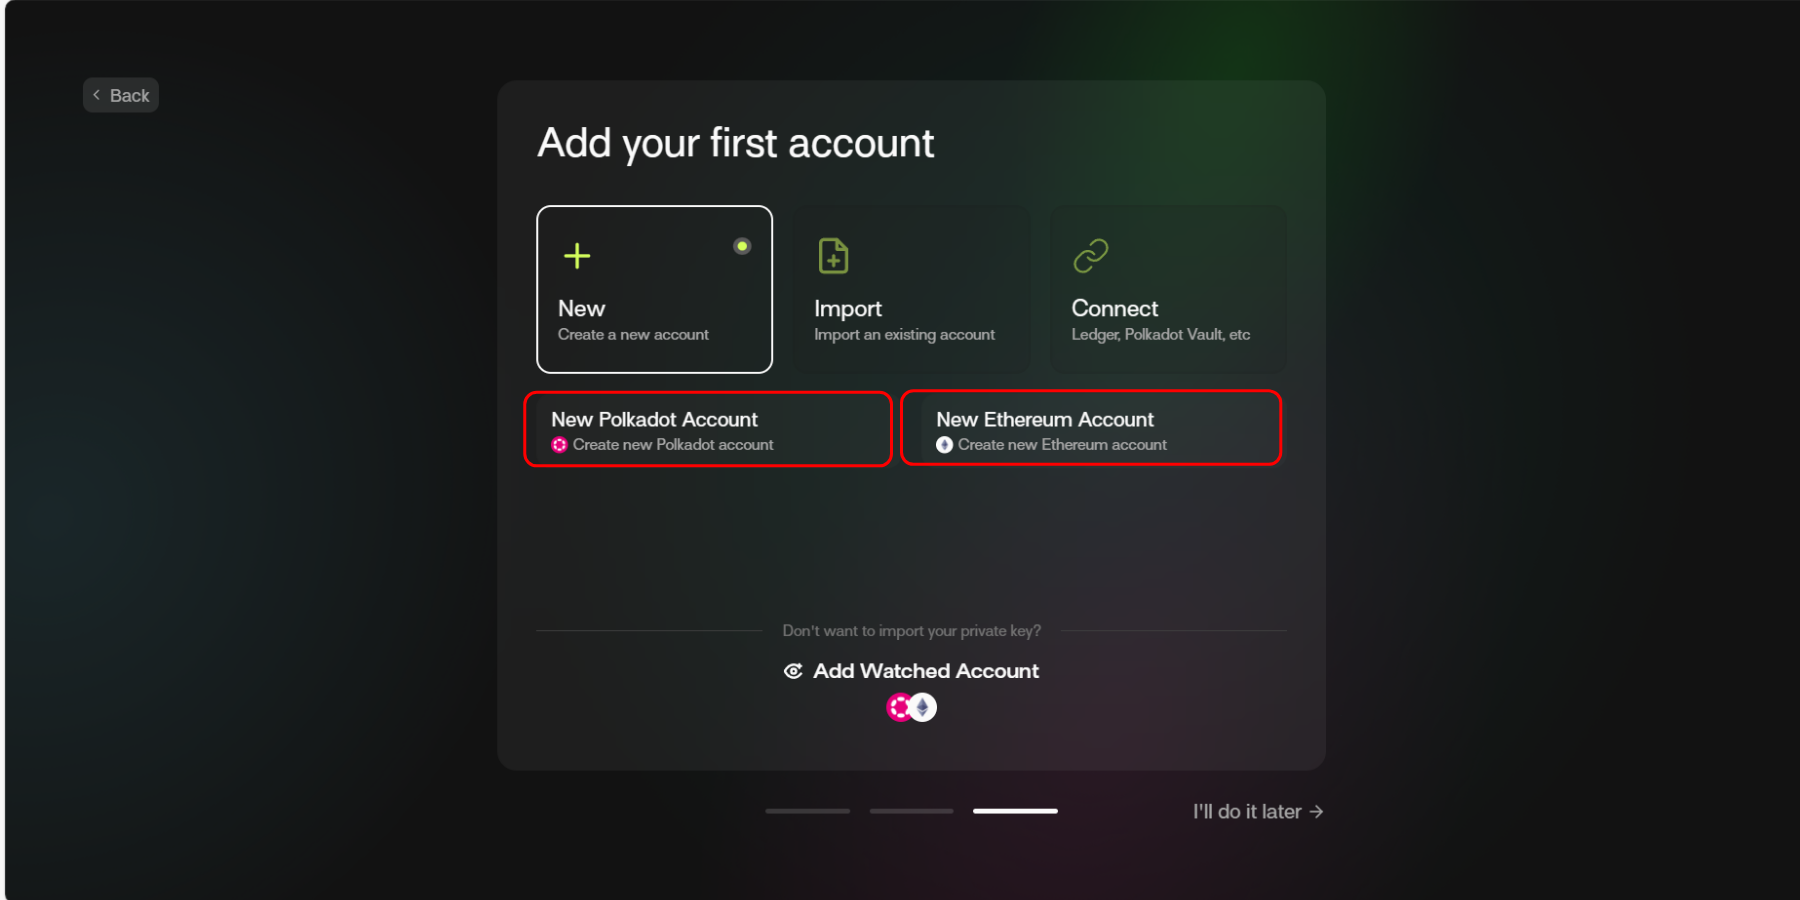 Back
Add your first account
New
Create a new account
Import
Import an existing account
Connect
Ledger, Polkadot Vault, etc
New Polkadot Account
Create new Polkadot account
New Ethereum Account
Create new Ethereum account
Don't want to import your private key?
Add Watched Account
I'll do it later